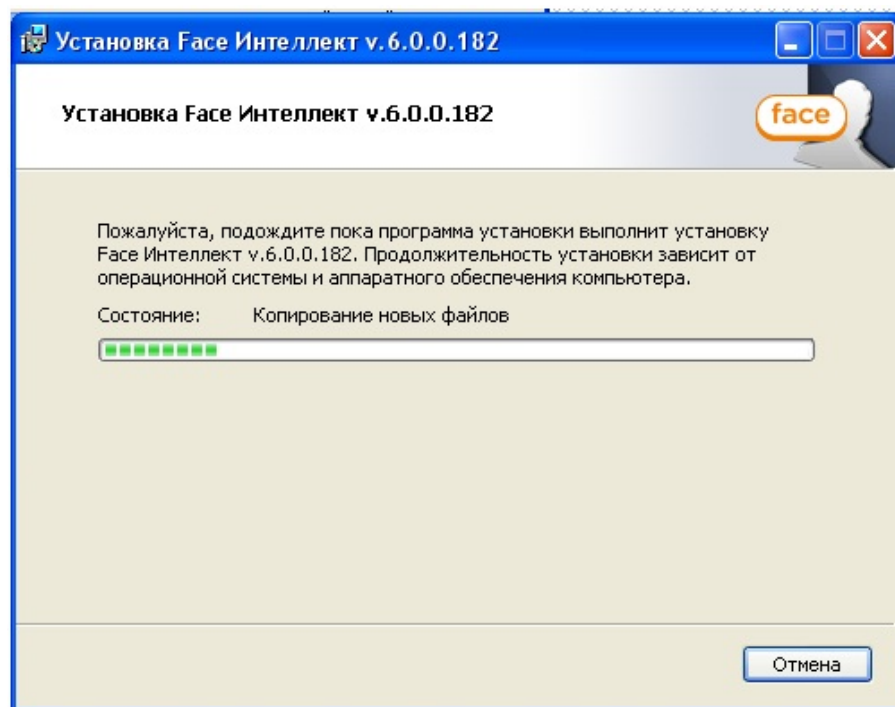 Установка Face Интеллект v.6.0.0.182
Установка Face Интеллект v.6.0.0.182
face
Пожалуйста, подождите пока программа установки выполнит установку
Face Интеллект v.6.0.0.182. Продолжительность установки зависит от
операционной системы и аппаратного обеспечения компьютера.
Состояние: Копирование новых файлов
Отмена